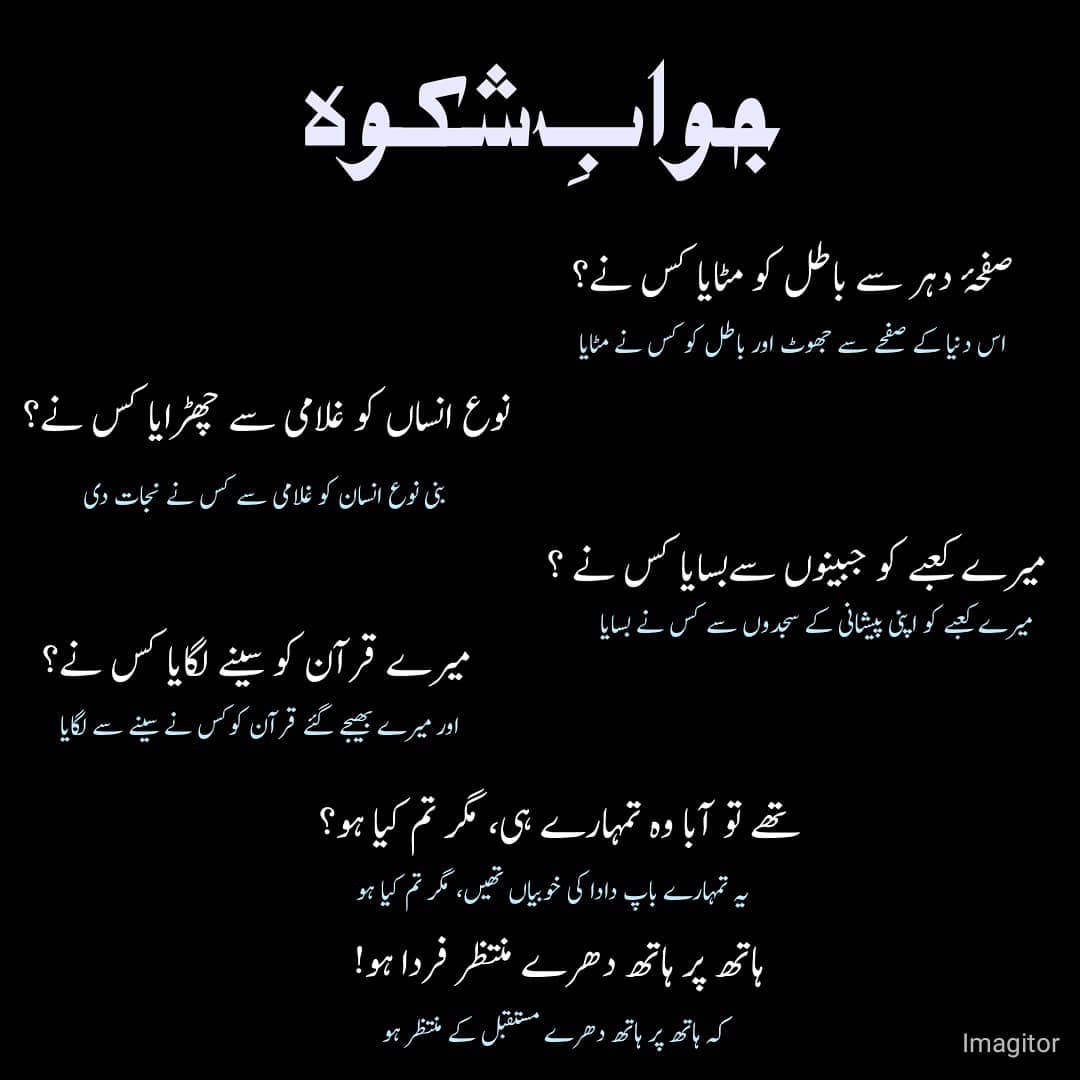 جوابِ شکوہ
صفحۂ دہر سے باطل کو مٹایا کس نے؟
اس دنیا کے صفحے سے جھوٹ اور باطل کو کس نے مٹایا
نوع انساں کو غلامی سے چھڑایا کس نے؟
بنی نوع انسان کو غلامی سے کس نے نجات دی
میرے کعبے کو جبینوں سے بسایا کس نے ؟
میرے کعبے کو اپنی پیشانی کے سجدوں سے کس نے بسایا
میرے قرآن کو سینے لگایا کس نے؟
اور میرے بھیجے گئے قرآن کو کس نے سینے سے لگایا
تھے تو آبا وہ تمہارے ہی، مگر تم کیا ہو؟
یہ تمہارے باپ دادا کی خوبیاں تھیں، مگر تم کیا ہو
ہاتھ پر ہاتھ دھرے منتظر فردا ہو!
کہ ہاتھ پر ہاتھ دھرے مستقبل کے منتظر ہو
Imagitor